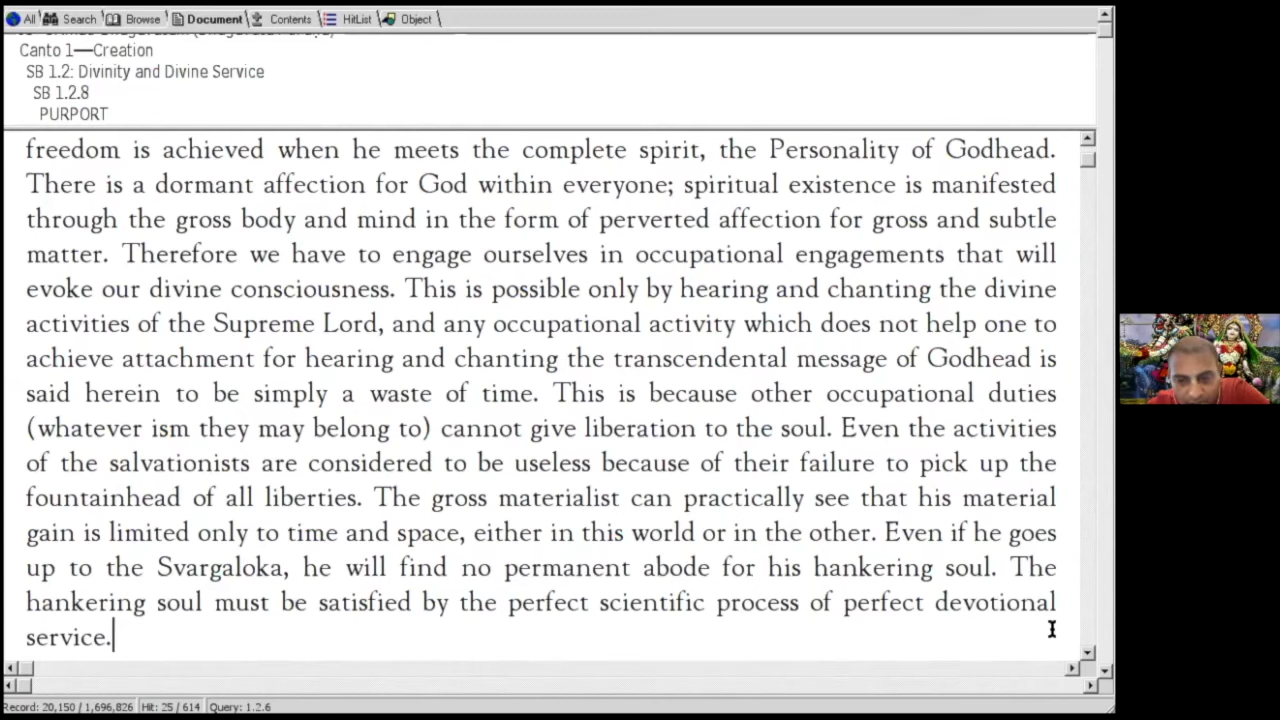 All Search Browse Document Contents HitList Object
Canto 1—Creation
SB 1.2: Divinity and Divine Service
SB 1.2.8
PURPORT
freedom is achieved when he meets the complete spirit, the Personality of Godhead.
There is a dormant affection for God within everyone; spiritual existence is manifested
through the gross body and mind in the form of perverted affection for gross and subtle
matter. Therefore we have to engage ourselves in occupational engagements that will
evoke our divine consciousness. This is possible only by hearing and chanting the divine
activities of the Supreme Lord, and any occupational activity which does not help one to
achieve attachment for hearing and chanting the transcendental message of Godhead is
said herein to be simply a waste of time. This is because other occupational duties
(whatever ism they may belong to) cannot give liberation to the soul. Even the activities
of the salvationists are considered to be useless because of their failure to pick up the
fountainhead of all liberties. The gross materialist can practically see that his material
gain is limited only to time and space, either in this world or in the other. Even if he goes
up to the Svargaloka, he will find no permanent abode for his hankering soul. The
hankering soul must be satisfied by the perfect scientific process of perfect devotional
service.
Record: 20,150 / 1,696,826 Hit: 25 / 614 Query: 1.2.6